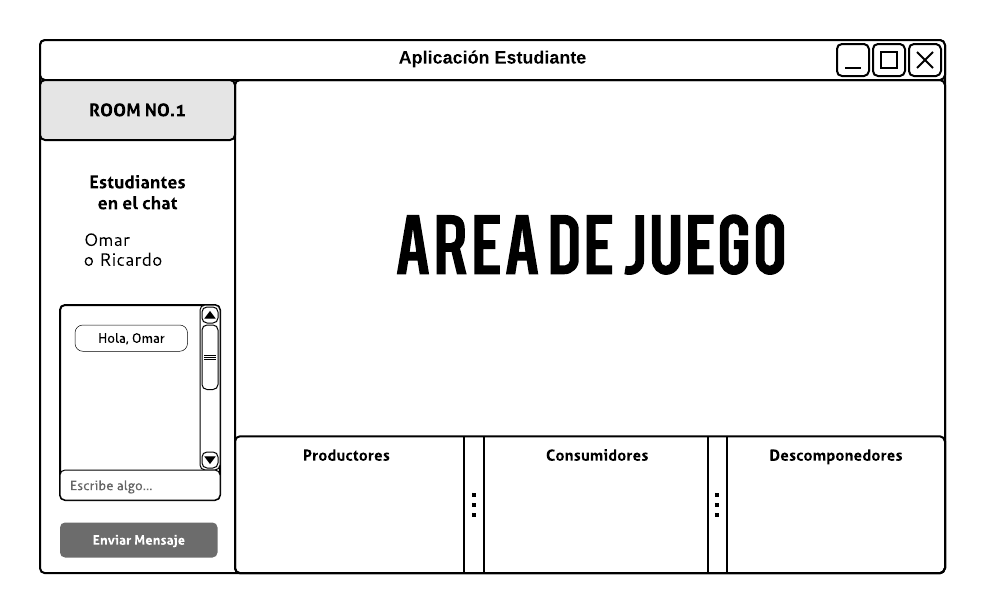 Aplicación Estudiante
ROOM NO.1
Estudiantes
en el chat
Omar
o Ricardo
Hola, Omar
Escribe algo...
Enviar Mensaje
AREA DE JUEGO
Productores
Consumidores
Descomponedores